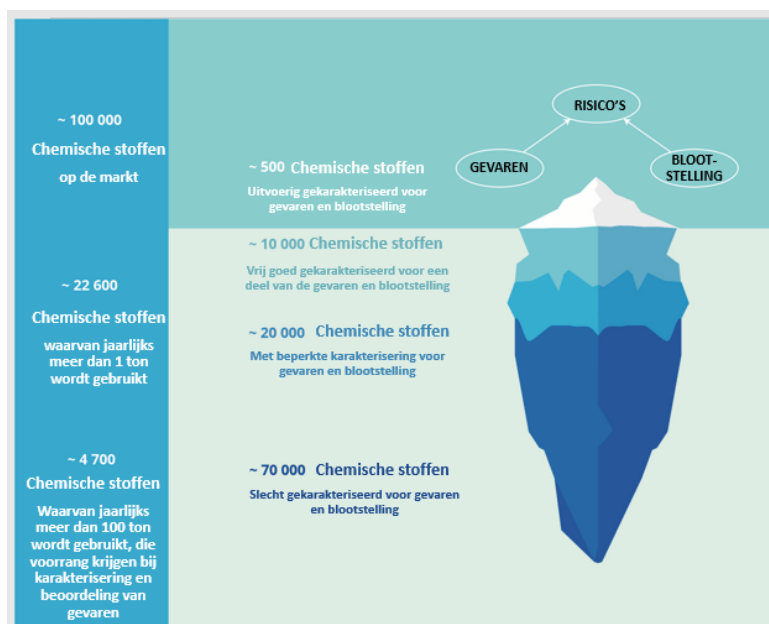 ~ 100 000
Chemische stoffen
op de markt
~ 22 600
Chemische stoffen
waarvan jaarlijks
meer dan 1 ton
wordt gebruikt
~ 4 700
Chemische stoffen
Waarvan jaarlijks
meer dan 100 ton
wordt gebruikt, die
voorrang krijgen bij
karakterisering en
beoordeling van
gevaren
~ 500 Chemische stoffen
Uitvoerig gekarakteriseerd voor
gevaren en blootstelling
~ 10 000 Chemische stoffen
Vrij goed gekarakteriseerd voor een
deel van de gevaren en blootstelling
~ 20 000 Chemische stoffen
Met beperkte karakterisering voor
gevaren en blootstelling
~ 70 000 Chemische stoffen
Slecht gekarakteriseerd voor gevaren
en blootstelling
RISICO'S
GEVAREN
BLOOT-
STELLING